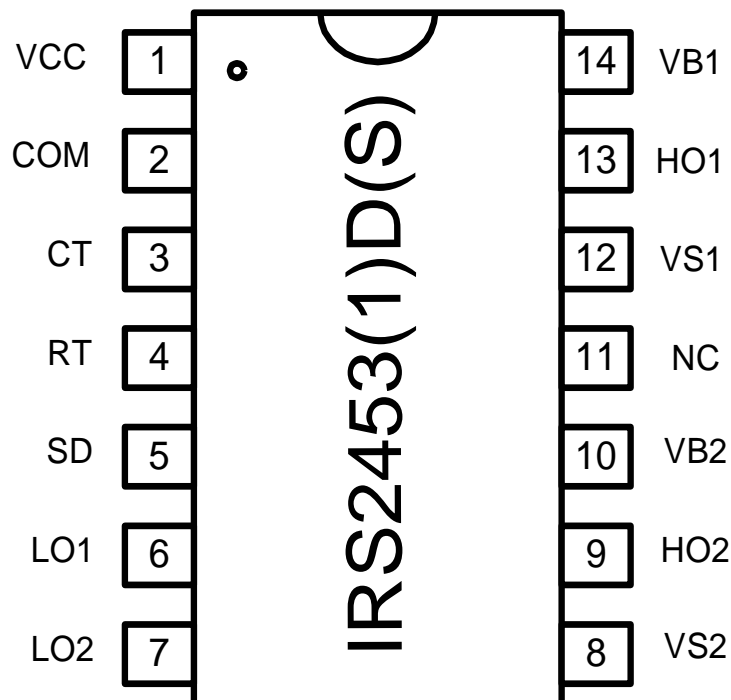 VCC 1 14 VB1
COM 2 13 HO1
CT 3 12 VS1
RT 4 11 NC
SD 5 10 VB2
LO1 6 9 HO2
LO2 7 8 VS2
IRS2453(1)D(S)